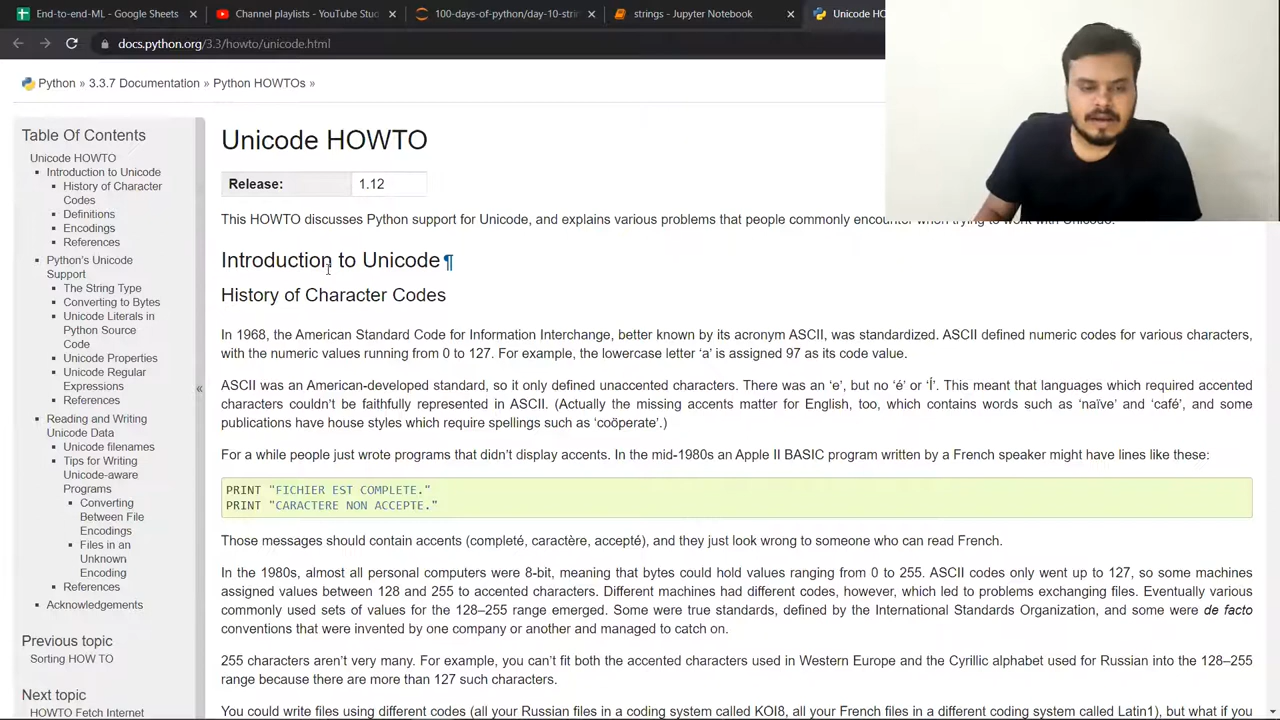 End-to-end-ML - Google Sheets
Channel playlists - YouTube Stu
100-days-of-python/day-10-strin
strings - Jupyter Notebook
Unicode HO
docs.python.org/3.3/howto/unicode.html
Python » 3.3.7 Documentation » Python HOWTOs »
Table Of Contents
Unicode HOWTO
Introduction to Unicode
History of Character
Codes
Definitions
Encodings
References
Python's Unicode
Support
The String Type
Converting to Bytes
Unicode Literals in
Python Source
Code
Unicode Properties
Unicode Regular
Expressions
References
Reading and Writing
Unicode Data
Unicode filenames
Tips for Writing
Unicode-aware
Programs
Converting
Between File
Encodings
Files in an
Unknown
Encoding
References
Acknowledgements
Previous topic
Sorting HOW TO
Next topic
HOWTO Fetch Internet
«
Unicode HOWTO
Release: 1.12
This HOWTO discusses Python support for Unicode, and explains various problems that people commonly encounter when trying to work with Unicode.
Introduction to Unicode¶
History of Character Codes
In 1968, the American Standard Code for Information Interchange, better known by its acronym ASCII, was standardized. ASCII defined numeric codes for various characters,
with the numeric values running from 0 to 127. For example, the lowercase letter ‘a’ is assigned 97 as its code value.
ASCII was an American-developed standard, so it only defined unaccented characters. There was an ‘e’, but no ‘é’ or ‘Í’. This meant that languages which required accented
characters couldn’t be faithfully represented in ASCII. (Actually the missing accents matter for English, too, which contains words such as ‘naïve’ and ‘café’, and some
publications have house styles which require spellings such as ‘coöperate’.)
For a while people just wrote programs that didn’t display accents. In the mid-1980s an Apple II BASIC program written by a French speaker might have lines like these:
PRINT "FICHIER EST COMPLETE."
PRINT "CARACTERE NON ACCEPTE."
Those messages should contain accents (completé, caractère, accepté), and they just look wrong to someone who can read French.
In the 1980s, almost all personal computers were 8-bit, meaning that bytes could hold values ranging from 0 to 255. ASCII codes only went up to 127, so some machines
assigned values between 128 and 255 to accented characters. Different machines had different codes, however, which led to problems exchanging files. Eventually various
commonly used sets of values for the 128–255 range emerged. Some were true standards, defined by the International Standards Organization, and some were de facto
conventions that were invented by one company or another and managed to catch on.
255 characters aren’t very many. For example, you can’t fit both the accented characters used in Western Europe and the Cyrillic alphabet used for Russian into the 128–255
range because there are more than 127 such characters.
You could write files using different codes (all your Russian files in a coding system called KOI8, all your French files in a different coding system called Latin1), but what if you